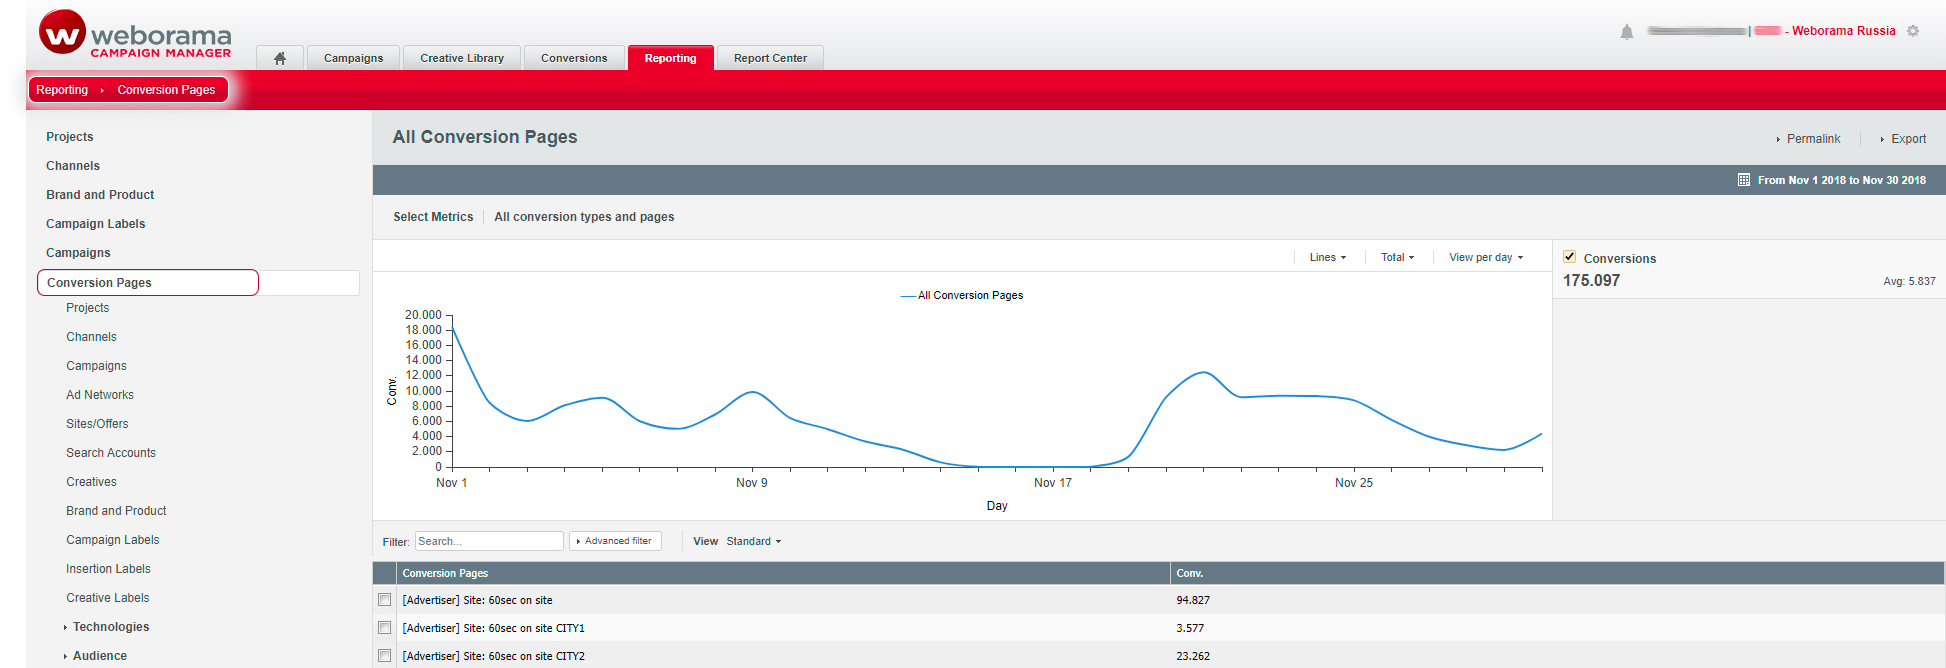 weborama
CAMPAIGN MANAGER
Campaigns
Creative Library
Conversions
Reporting
Report Center
- Weborama Russia
Reporting
Conversion Pages
Projects
Channels
Brand and Product
Campaign Labels
Campaigns
Conversion Pages
Projects
Channels
Campaigns
Ad Networks
Sites/Offers
Search Accounts
Creatives
Brand and Product
Campaign Labels
Insertion Labels
Creative Labels
Technologies
Audience
All Conversion Pages
Permalink
Export
From Nov 1 2018 to Nov 30 2018
Select Metrics
All conversion types and pages
Lines
Total
View per day
Conversions
175.097
Avg: 5.837
All Conversion Pages
20.000
18.000
16.000
14.000
12.000
10.000
8.000
6.000
4.000
2.000
0
Conv.
Nov 1
Nov 9
Nov 17
Nov 25
Day
Filter:
Search...
Advanced filter
View
Standard
Conversion Pages
Conv.
[Advertiser] Site: 60sec on site
94.827
[Advertiser] Site: 60sec on site CITY1
3.577
[Advertiser] Site: 60sec on site CITY2
23.262